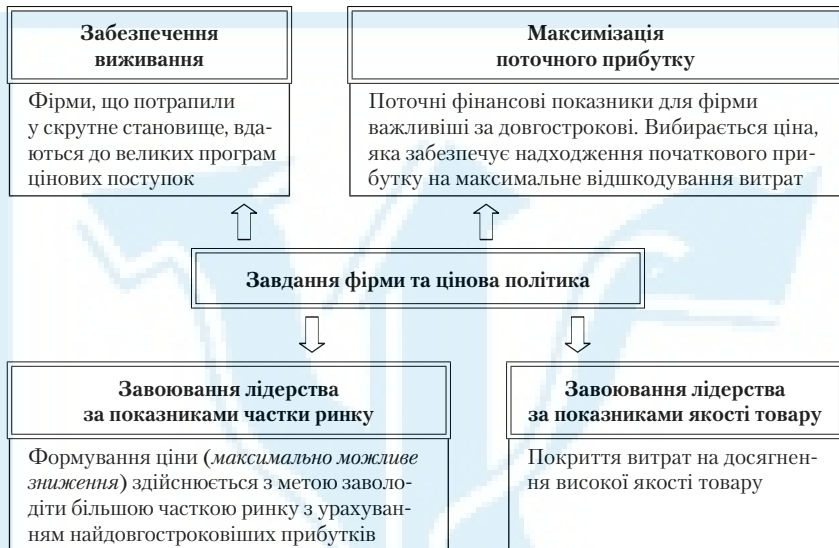 Забезпечення
виживання
Фірми, що потрапили
у скрутне становище, вда-
ються до великих програм
цінових поступок
Максимізація
поточного прибутку
Поточні фінансові показники для фірми
важливіші за довгострокові. Вибирається ціна,
яка забезпечує надходження початкового при-
бутку на максимальне відшкодування витрат
Завдання фірми та цінова політика
Завоювання лідерства
за показниками частки ринку
Формування ціни (максимально можливе
зниження) здійснюється з метою заволо-
діти більшою часткою ринку з урахуван-
ням найдовгостроковіших прибутків
Завоювання лідерства
за показниками якості товару
Покриття витрат на досягнен-
ня високої якості товару